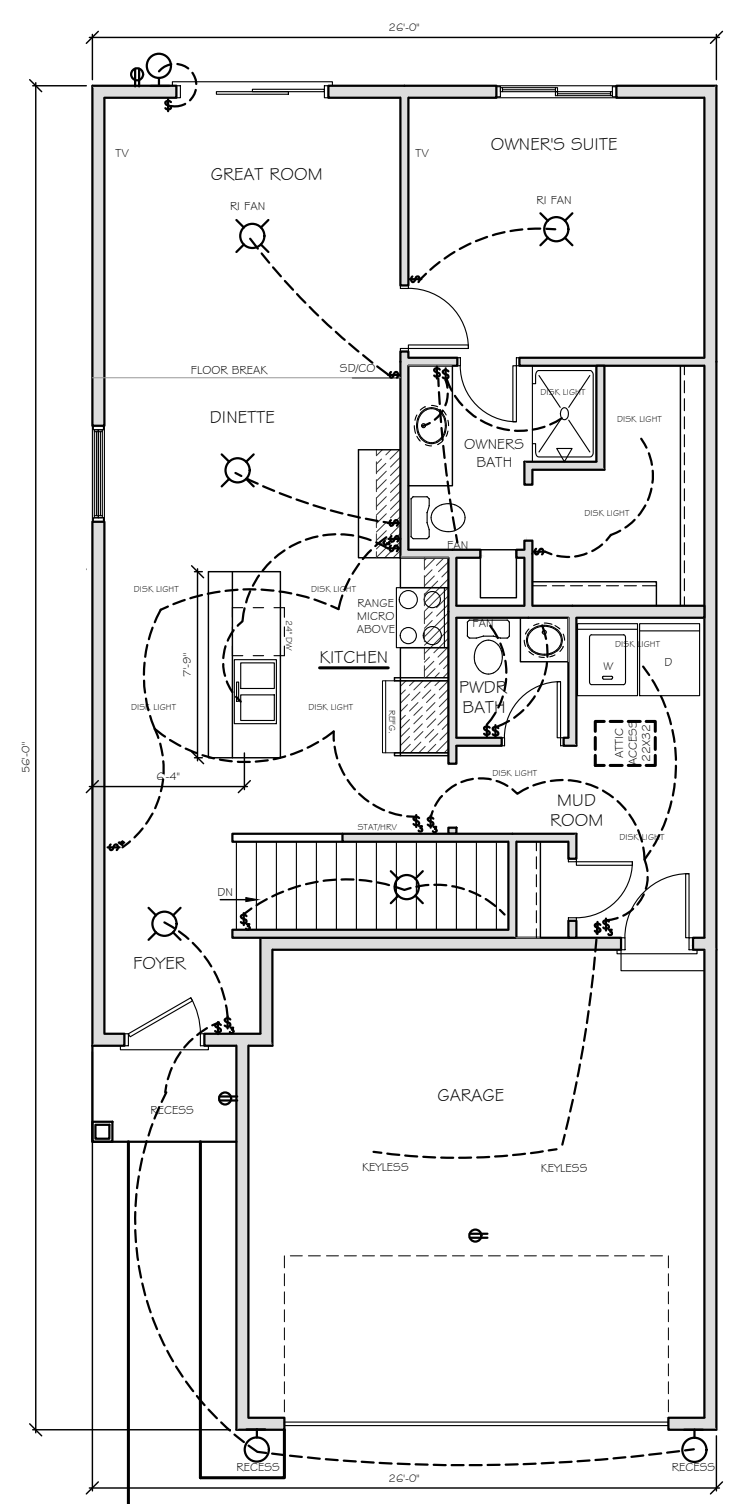 26'-0"
TV
GREAT ROOM
RI FAN
TV
OWNER'S SUITE
RI FAN
FLOOR BREAK
SD/CO
DINETTE
DISK LIGHT
OWNERS
BATH
DISK LIGHT
DISK LIGHT
FAN
DISK LIGHT
DISK LIGHT
24" DW
RANGE
MICRO
ABOVE
7'-9"
KITCHEN
FAN
PWDR
BATH
DISK LIGHT
W
D
DISK LIGHT
DISK LIGHT
REFG.
ATTIC
ACCESS
22X32
56'-0"
6'-4"
DISK LIGHT
MUD
ROOM
STAT/HRV
DISK LIGHT
DN
FOYER
GARAGE
RECESS
KEYLESS
KEYLESS
RECESS
RECESS
26'-0"